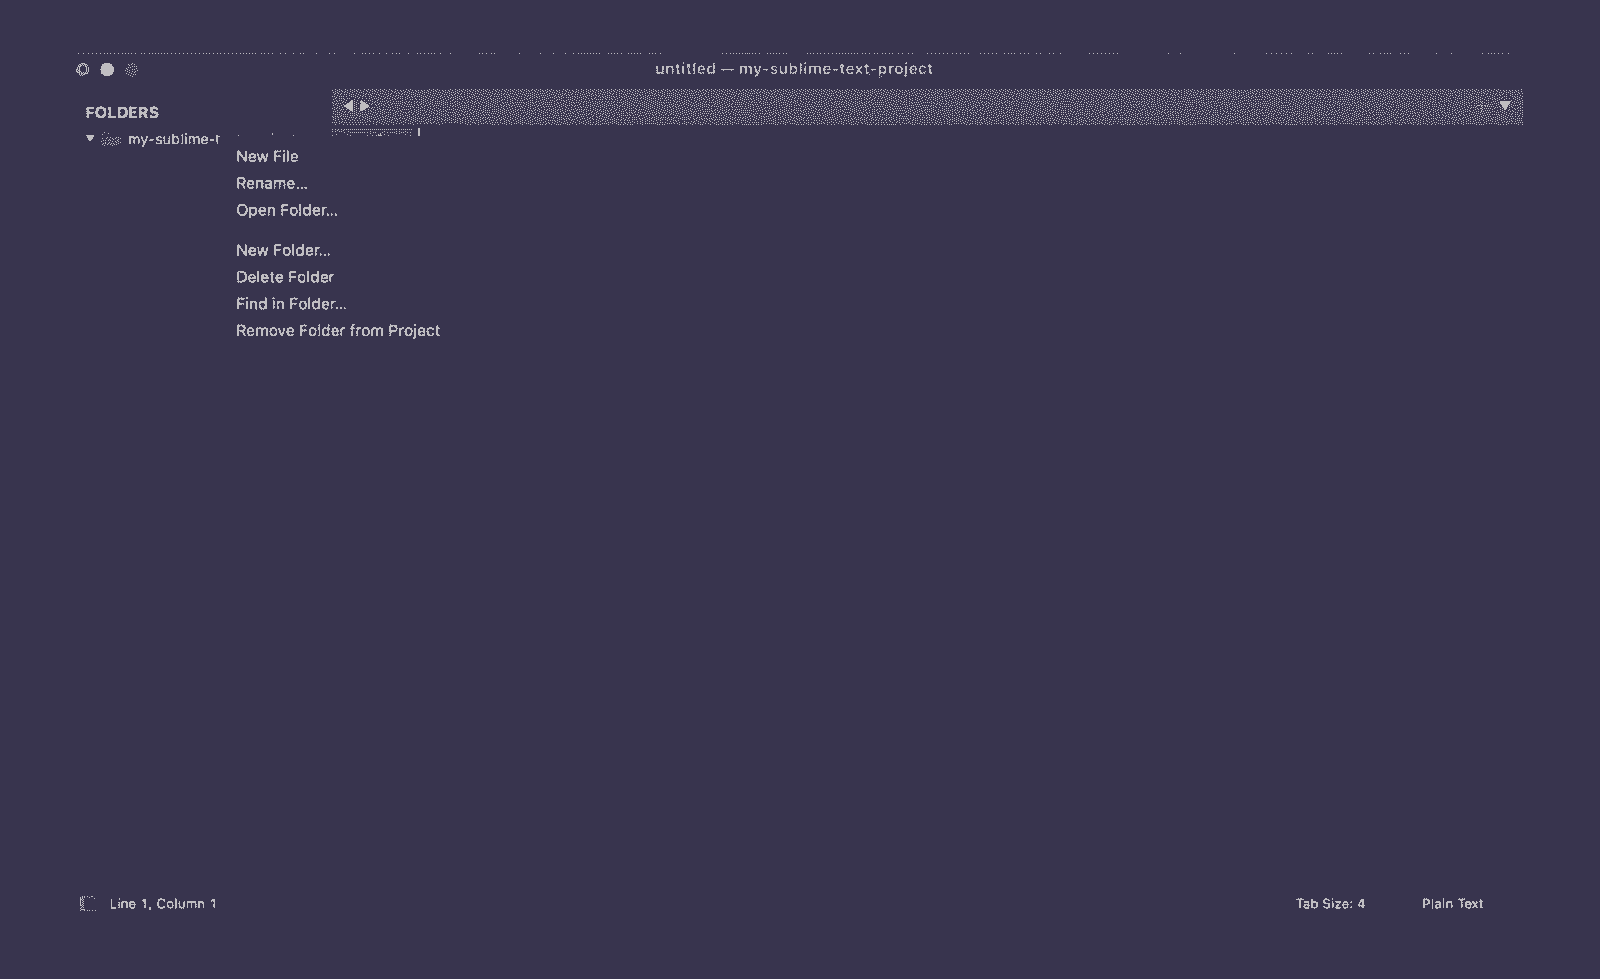 untitled — my-sublime-text-project
FOLDERS
my-sublime-t
New File
Rename...
Open Folder...
New Folder...
Delete Folder
Find in Folder...
Remove Folder from Project
Line 1, Column 1
Tab Size: 4
Plain Text